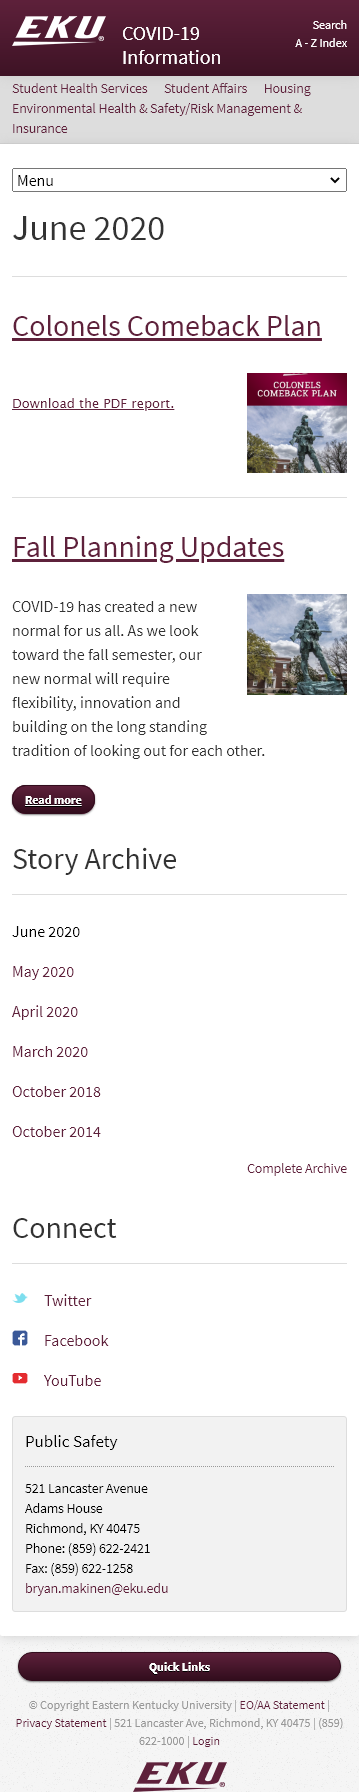 EKU
COVID-19
Information
Search
A - Z Index
Student Health Services Student Affairs Housing
Environmental Health & Safety/Risk Management &
Insurance
Menu
June 2020
Colonels Comeback Plan
Download the PDF report.
COLONELS
COMEBACK PLAN
Fall Planning Updates
COVID-19 has created a new
normal for us all. As we look
toward the fall semester, our
new normal will require
flexibility, innovation and
building on the long standing
tradition of looking out for each other.
Read more
Story Archive
June 2020
May 2020
April 2020
March 2020
October 2018
October 2014
Complete Archive
Connect
Twitter
Facebook
YouTube
Public Safety
521 Lancaster Avenue
Adams House
Richmond, KY 40475
Phone: (859) 622-2421
Fax: (859) 622-1258
bryan.makinen@eku.edu
Quick Links
© Copyright Eastern Kentucky University | EO/AA Statement |
Privacy Statement | 521 Lancaster Ave, Richmond, KY 40475 | (859)
622-1000 | Login
EKU